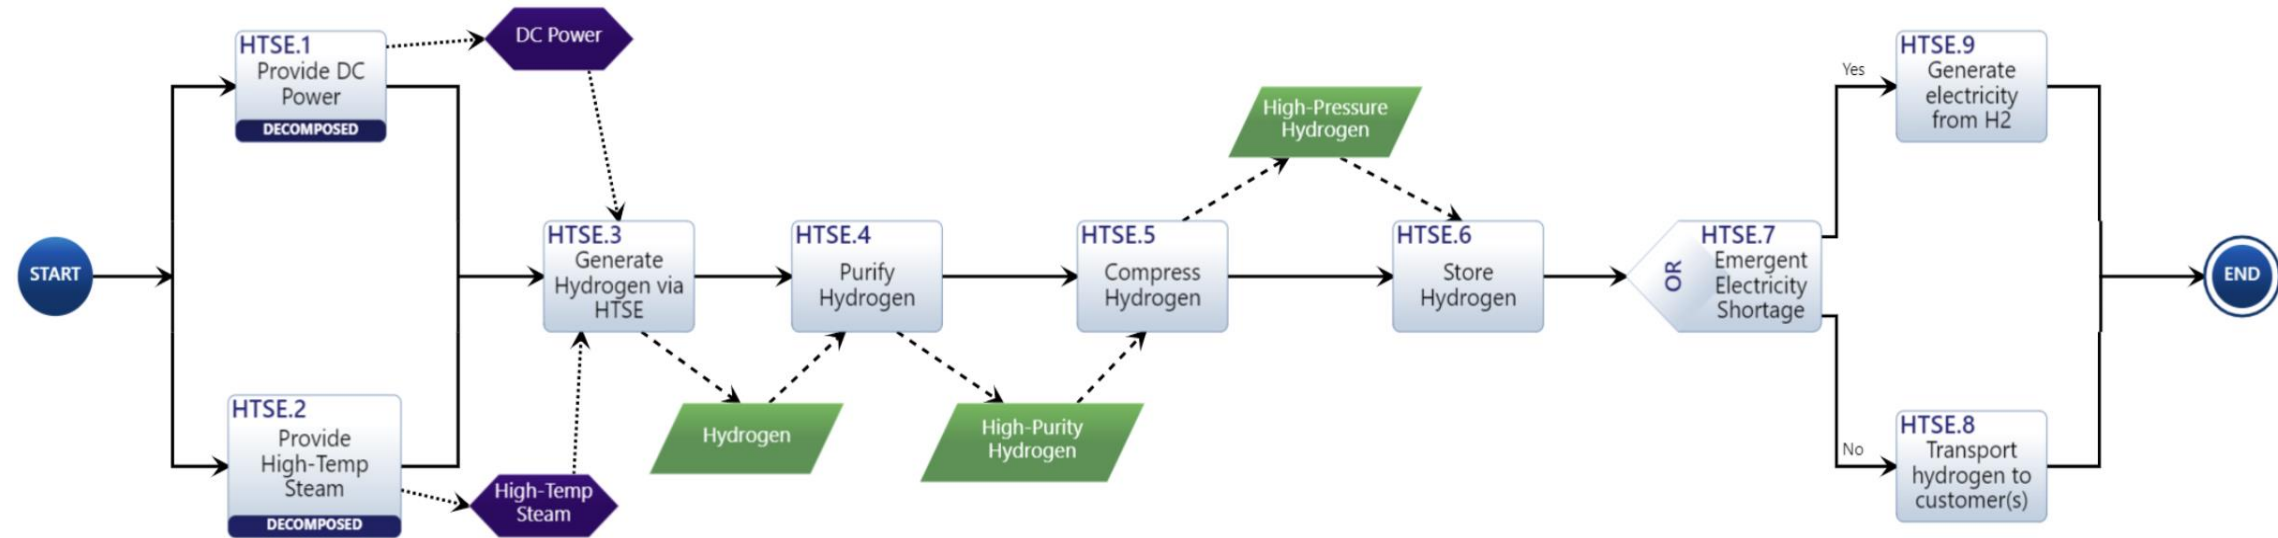 START
HTSE.1
Provide DC
Power
DECOMPOSED
DC Power
HTSE.2
Provide
High-Temp
Steam
DECOMPOSED
High-Temp
Steam
HTSE.3
Generate
Hydrogen via
HTSE
Hydrogen
HTSE.4
Purify
Hydrogen
High-Purity
Hydrogen
HTSE.5
Compress
Hydrogen
High-Pressure
Hydrogen
HTSE.6
Store
Hydrogen
OR
HTSE.7
Emergent
Electricity
Shortage
Yes
HTSE.9
Generate
electricity
from H2
No
HTSE.8
Transport
hydrogen to
customer(s)
END